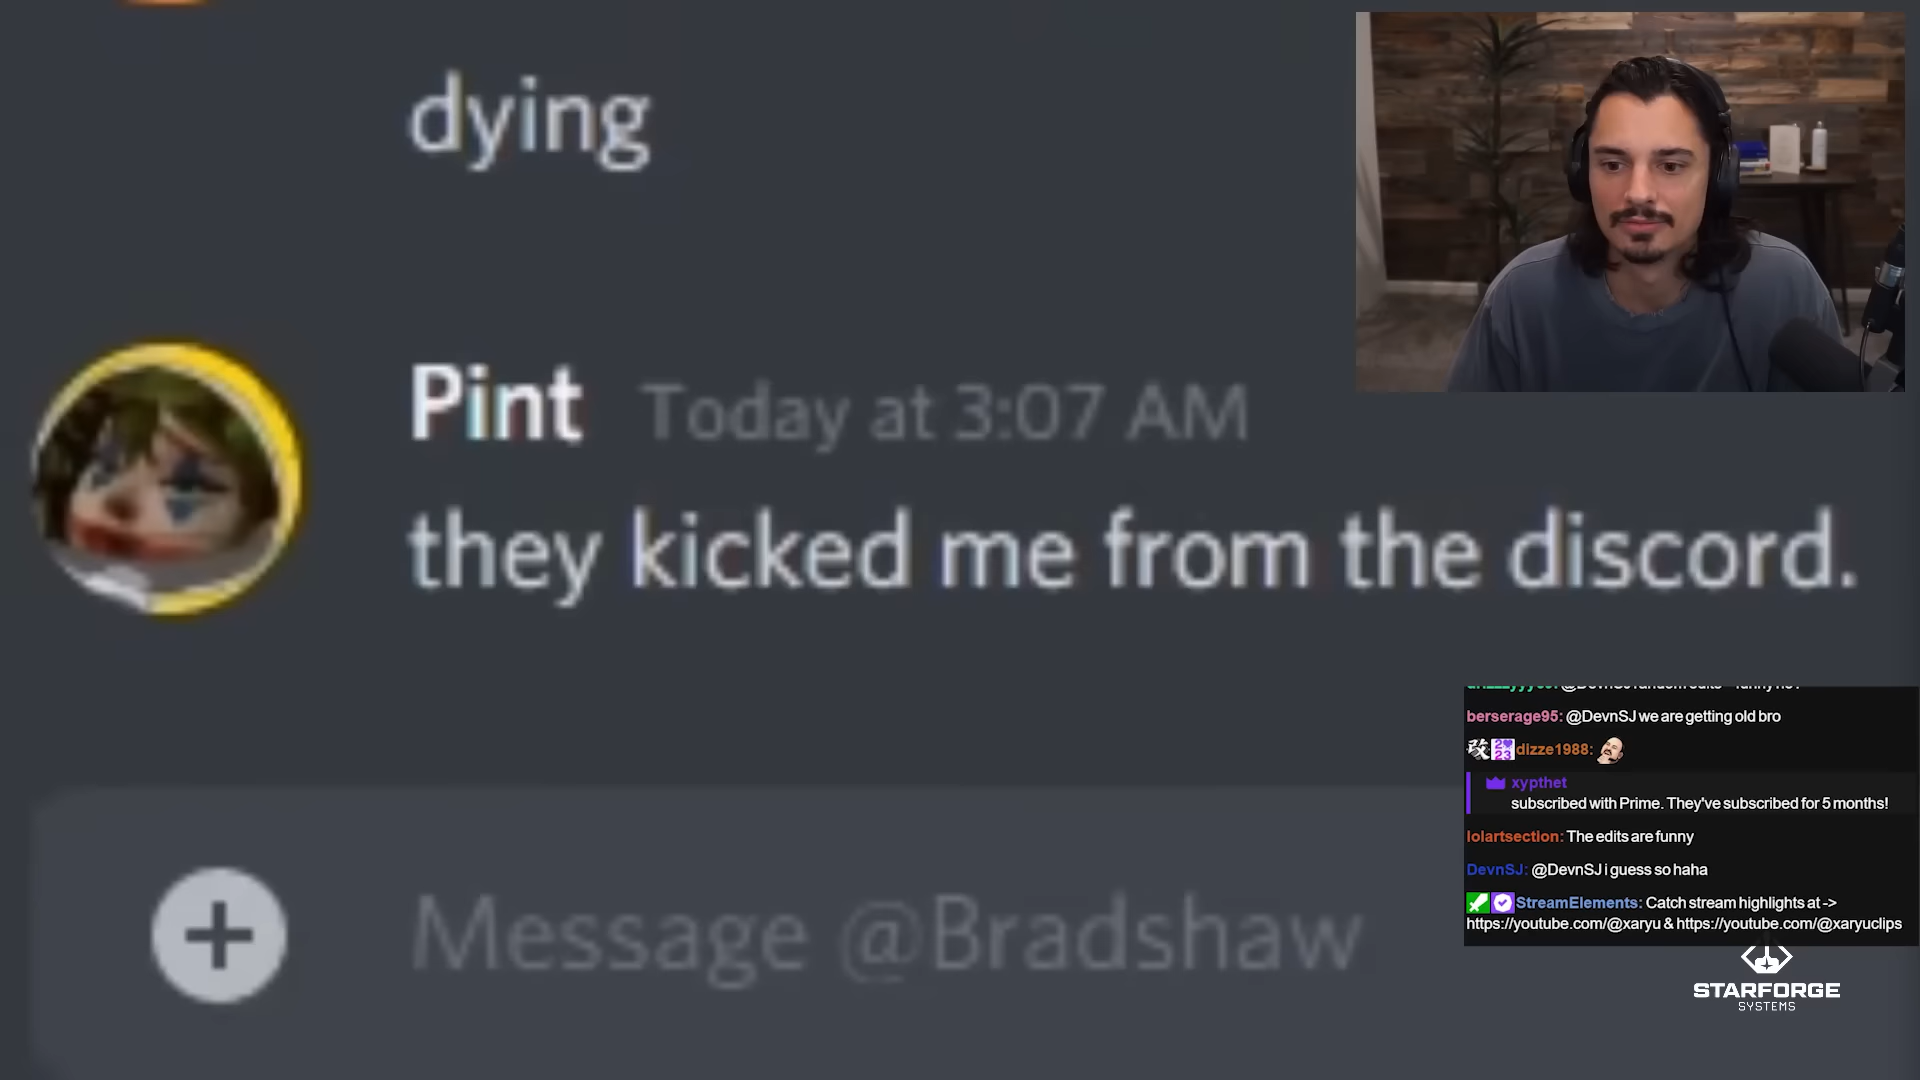 dying
Pint Today at 3:07 AM
they kicked me from the discord.
Message @Bradshaw
berserage95: @DevnSJ we are getting old bro
dizze1988:
xypthet
subscribed with Prime. They've subscribed for 5 months!
lolartsection: The edits are funny
DevnSJ: @DevnSJ i guess so haha
StreamElements: Catch stream highlights at ->
https://youtube.com/@xaryu & https://youtube.com/@xaryuclips
STARFORGE
SYSTEMS